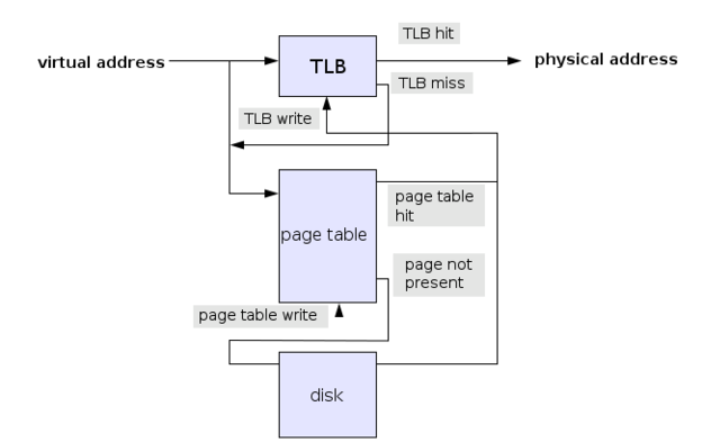 TLB hit
virtual address
TLB
physical address
TLB miss
TLB write
page table
hit
page table
page not
present
page table write
disk